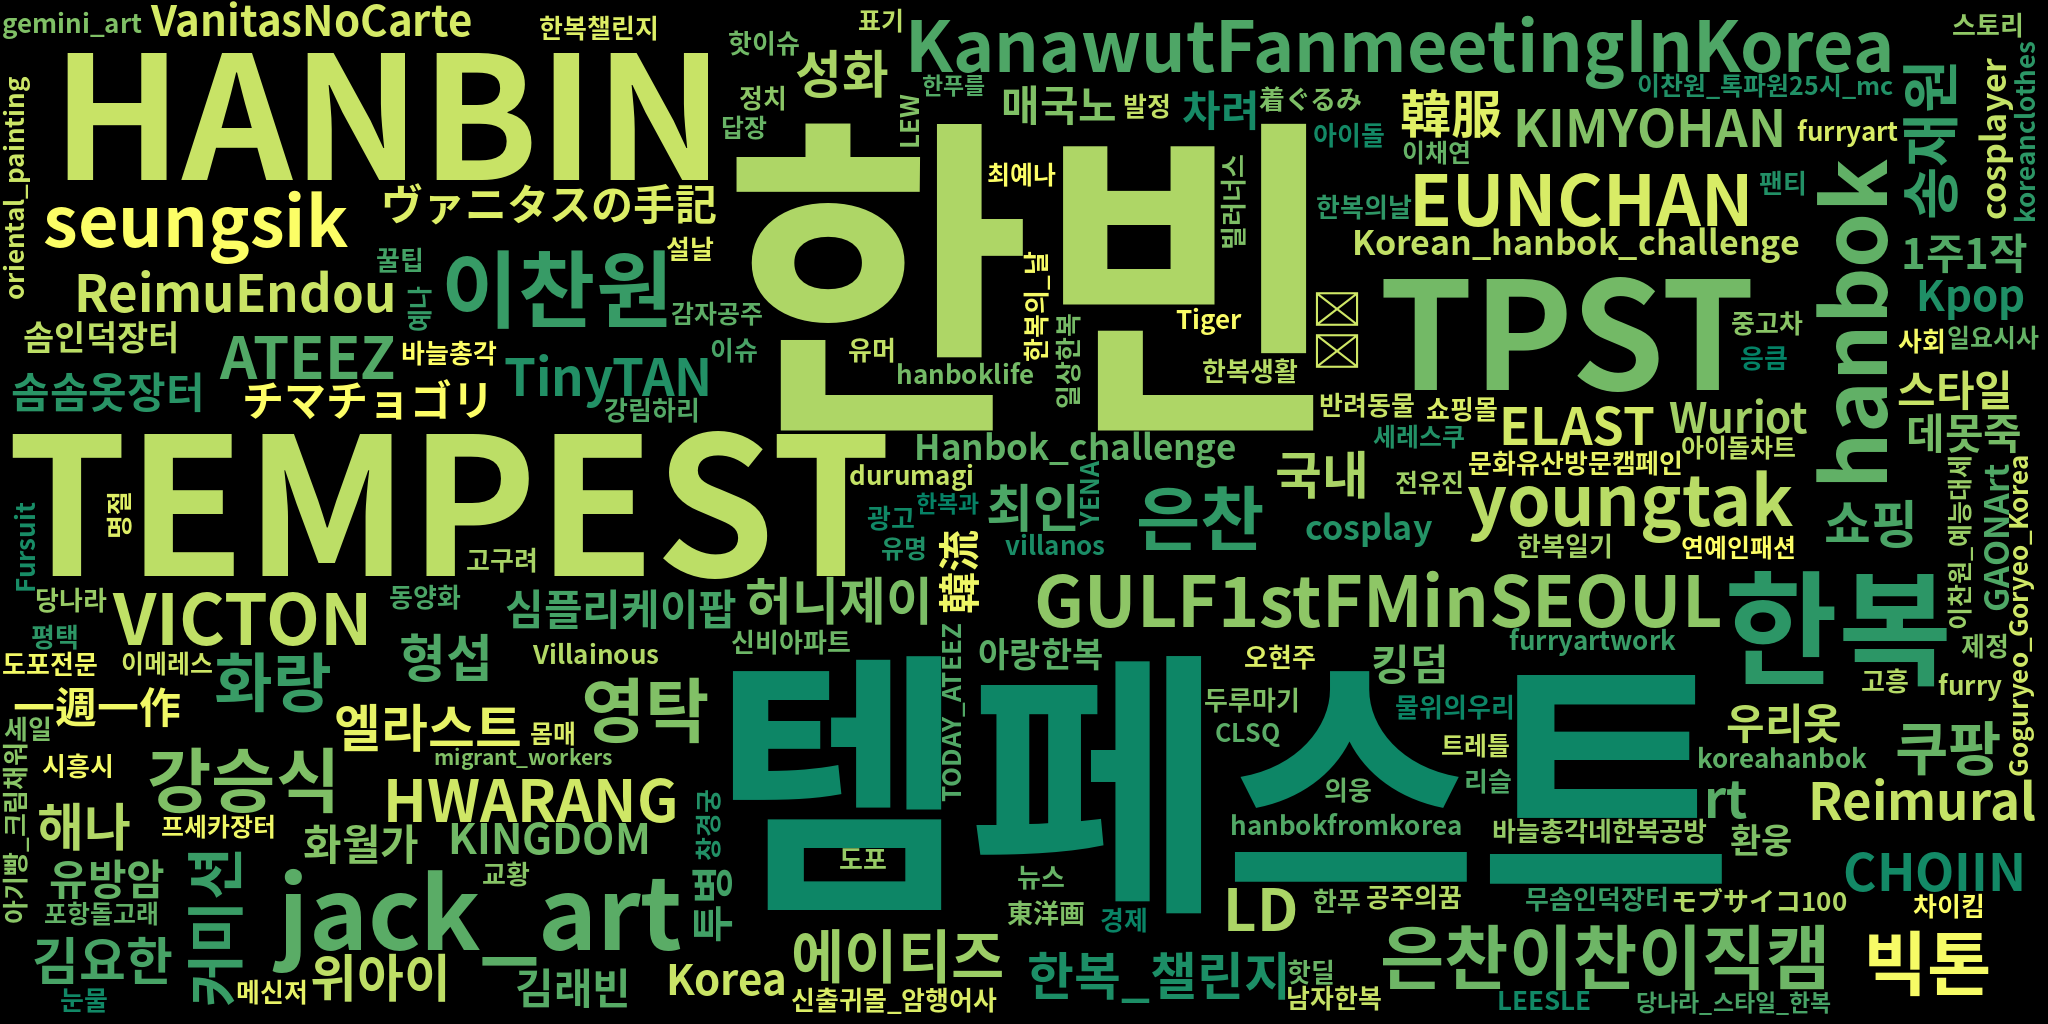 gemini_art
VanitasNoCarte
한복챌린지
표기
스토리
HANBIN
핫이슈
성화
KanawutFanmeetingInKorea
한푸를
이찬원_톡파원25시_mc
koreanclothes
cosplayer
송재원
oriental_painting
정치
답장
LEW
매국노
발정
차려
着ぐるみ
아이돌
韓服
이채연
KIMYOHAN
furryart
seungsik
ヴァニタスの手記
설날
한빈
최예나
빌러너스
한복의날
EUNCHAN
팬티
hanbok
Korean_hanbok_challenge
1주1작
ReimuEndou
꿀팁
이찬원
감자공주
한복의_날
Tiger
일상한복
TPST
중고차
Kpop
사회
일요시사
솜인덕장터
ATEEZ
바늘총각
TinyTAN
이슈
유머
hanboklife
한복생활
응큼
솜솜옷장터
チマチョゴリ
강림하리
반려동물
쇼핑몰
ELAST
Wuriot
스타일
데못죽
세레스쿠
아이돌차트
TEMPEST
명절
Fursuit
고구려
Hanbok_challenge
durumagi
한복과
광고
유명
최인
YENA
villanos
은찬
국내
전유진
문화유산방문캠페인
youngtak
cosplay
한복일기
연예인패션
쇼핑
이찬원_예능대세
GAONArt
Goguryeo_Goryeo_Korea
당나라
평택
VICTON
동양화
심플리케이팝
허니제이
韓流
GULF1stFMinSEOUL
한복
도포전문
이메레스
화랑
형섭
Villainous
신비아파트
TODAY_ATEEZ
아랑한복
오현주
킹덤
furryartwork
제정
고흥
furry
一週一作
세일
엘라스트
몸매
영탁
템페스트
두루마기
CLSQ
물위의우리
트레틀
리슬
우리옷
koreahanbok
쿠팡
시흥시
강승식
migrant_workers
HWARANG
창경궁
의웅
hanbokfromkorea
바늘총각네한복공방
rt
환웅
Reimural
아기빵_크림채워
해나
프세카장터
화월가
KINGDOM
투병
도포
유방암
커미션
jack_art
교황
뉴스
東洋画
경제
LD
한푸
공주의꿈
무솜인덕장터
モブサイコ100
CHOIIN
차이킴
포항돌고래
김요한
눈물
메신저
위아이
김래빈
Korea
에이티즈
신출귀몰_암행어사
한복_챌린지
핫딜
남자한복
은찬이찬이직캠
LEESLE
당나라_스타일_한복
빅톤